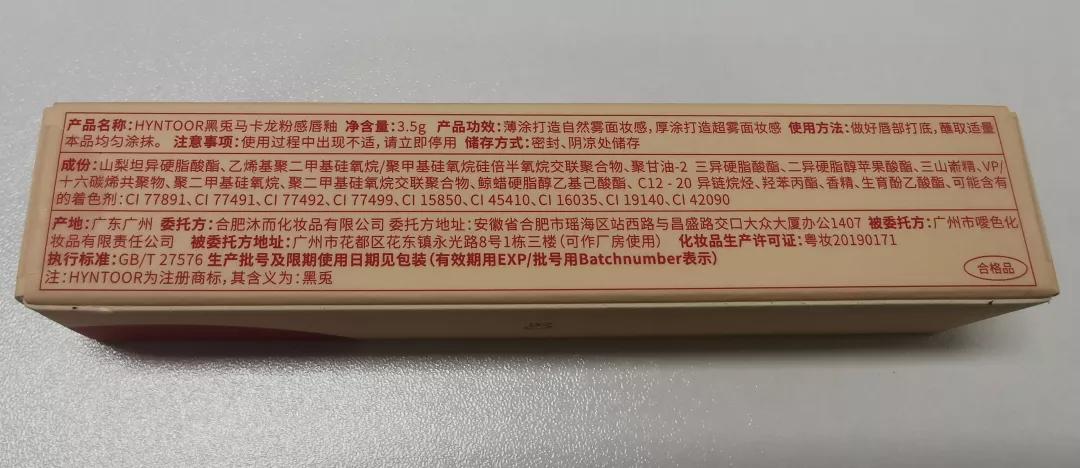 产品名称:HYNTOOR黑兎马卡龙粉感唇釉 净含量:3.5g 产品功效:薄涂打造自然雾面妆感,厚涂打造超雾面妆感 使用方法:做好唇部打底,蘸取适量
本品均匀涂抹。 注意事项:使用过程中出现不适,请立即停用 储存方式:密封、阴凉处储存
成份:山梨坦异硬脂酸酯、乙烯基聚二甲基硅氧烷/聚甲基硅氧烷硅倍半氧烷交联聚合物、聚甘油-2 三异硬脂酸酯、二异硬脂醇苹果酸酯、三山嵛精、VP/
十六碳烯共聚物、聚二甲基硅氧烷、聚二甲基硅氧烷交联聚合物、鲸蜡硬脂醇乙基己酸酯、C12 - 20 异链烷烃、羟苯丙酯、香精、生育酚乙酸酯、可能含有
的着色剂:CI 77891、CI 77491、CI 77492、CI 77499、CI 15850、CI 45410、CI 16035、CI 19140、CI 42090
产地:广东广州 委托方:合肥沐而化妆品有限公司 委托方地址:安徽省合肥市瑶海区站西路与昌盛路交口大众大厦办公1407 被委托方:广州市嗳色化
妆品有限责任公司 被委托方地址:广州市花都区花东镇永光路8号1栋三楼(可作厂房使用) 化妆品生产许可证:粤妆20190171
执行标准:GB/T 27576 生产批号及限期使用日期见包装(有效期用EXP/批号用Batchnumber表示)
注:HYNTOOR为注册商标,其含义为:黑兎
合格品